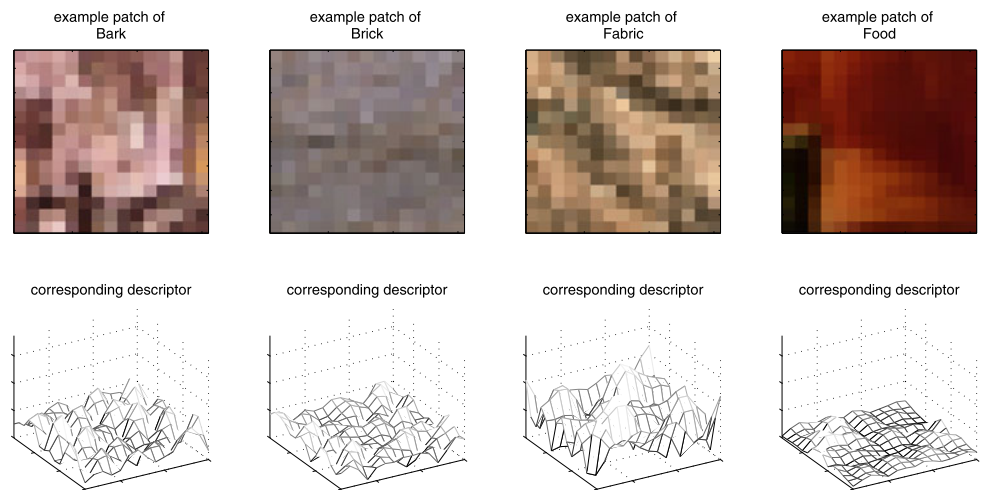 example patch of
Bark
example patch of
Brick
example patch of
Fabric
example patch of
Food
corresponding descriptor
corresponding descriptor
corresponding descriptor
corresponding descriptor